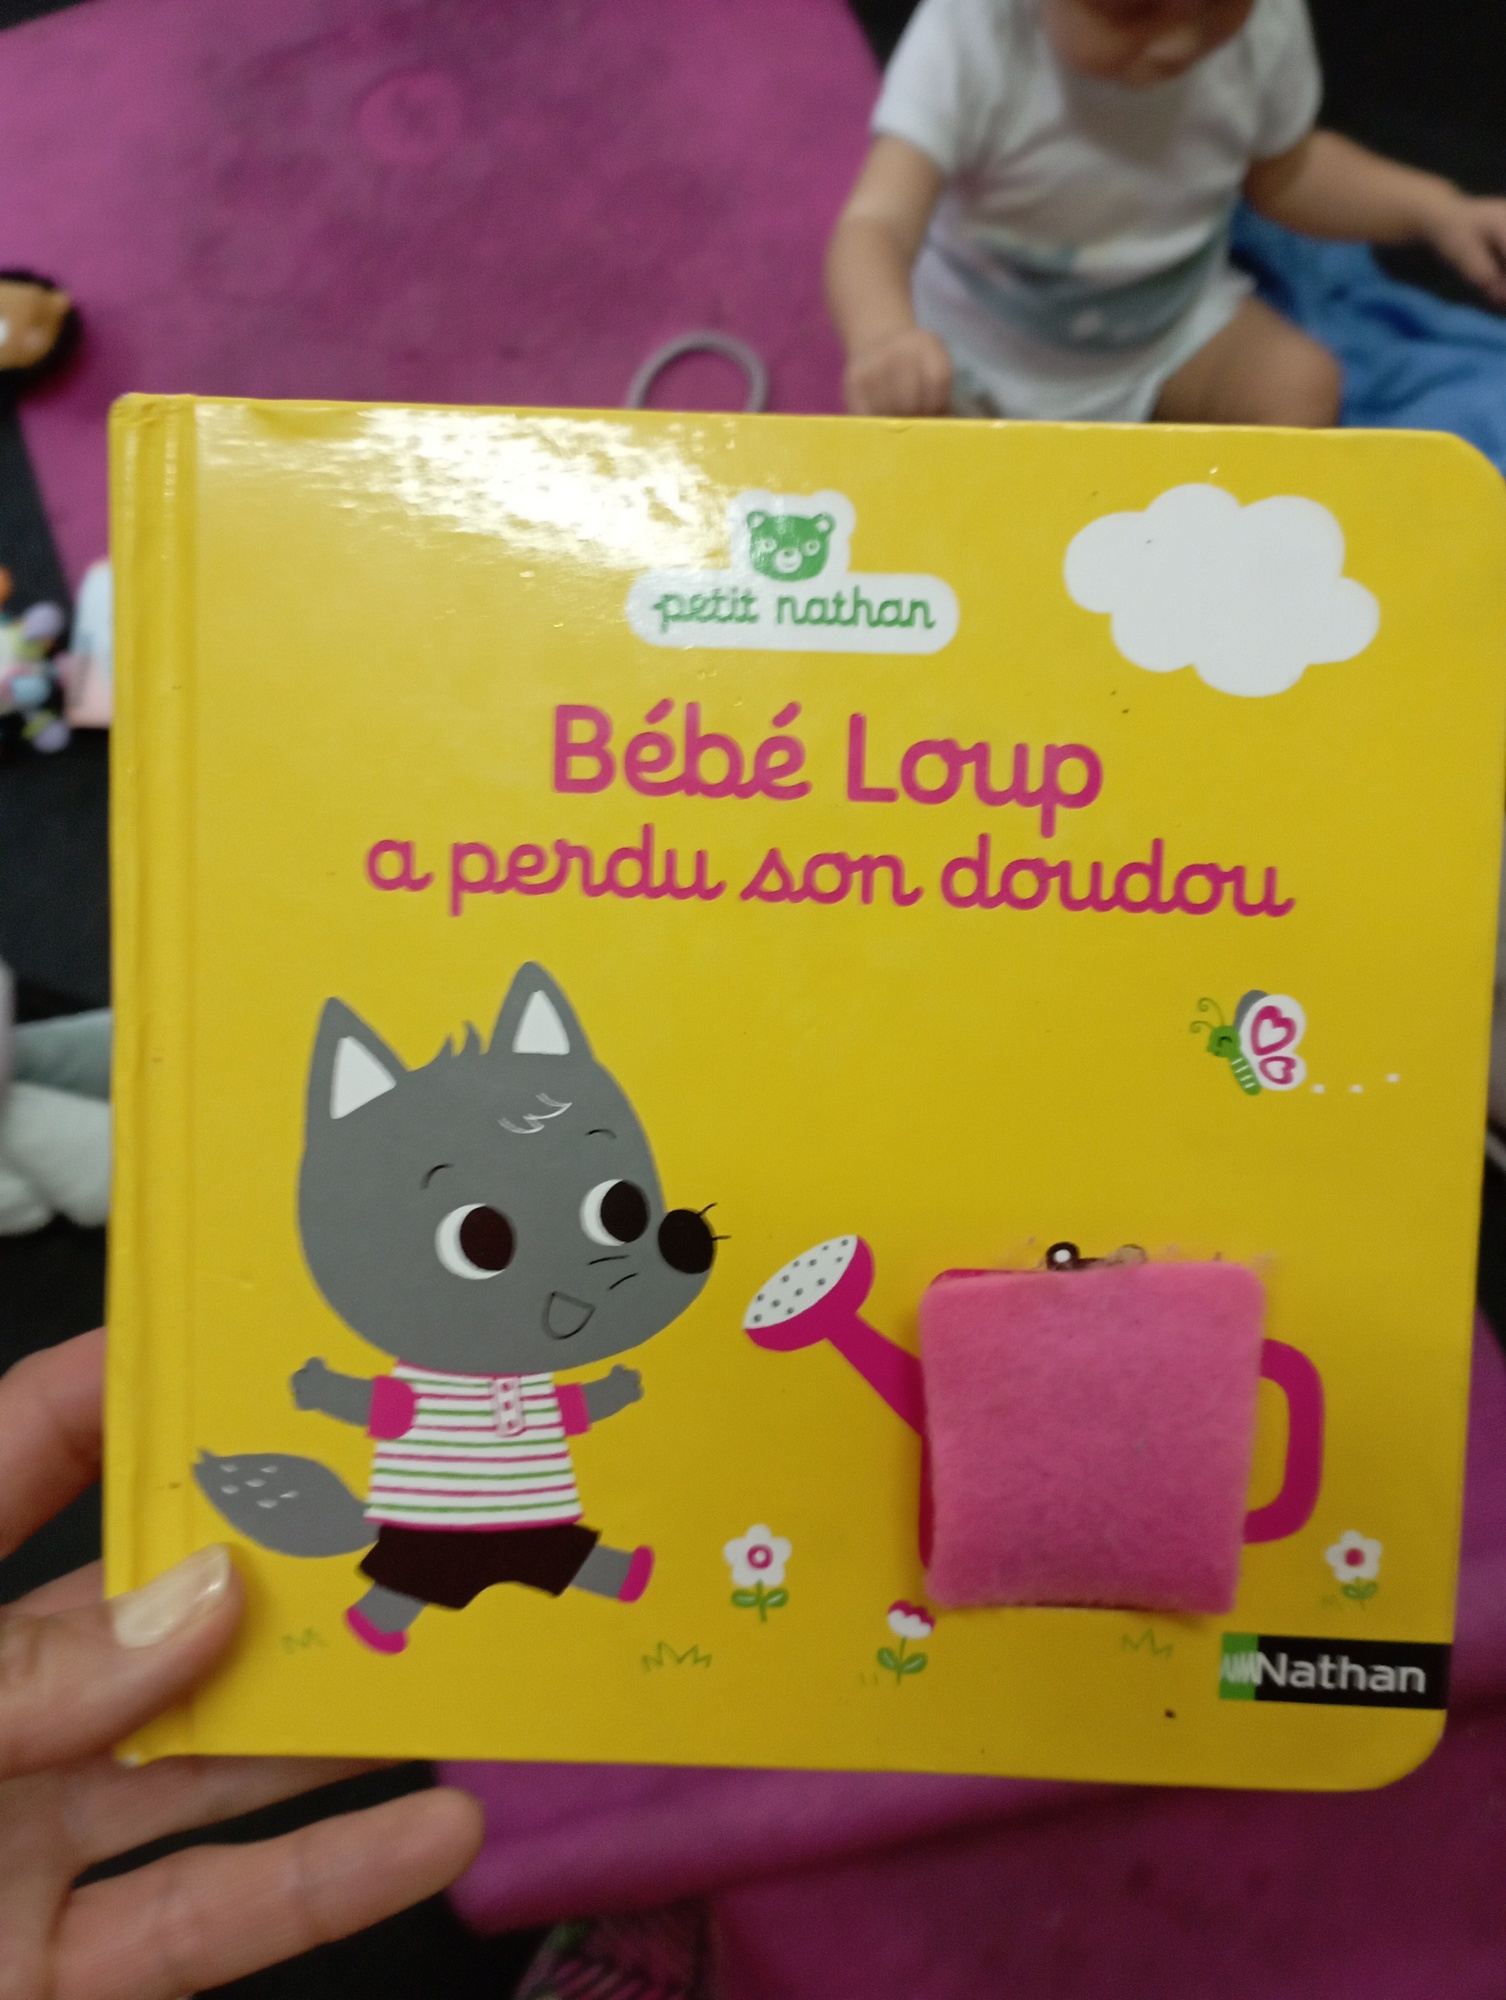 petit nathan
Bébé Loup
a perdu son doudou
Nathan